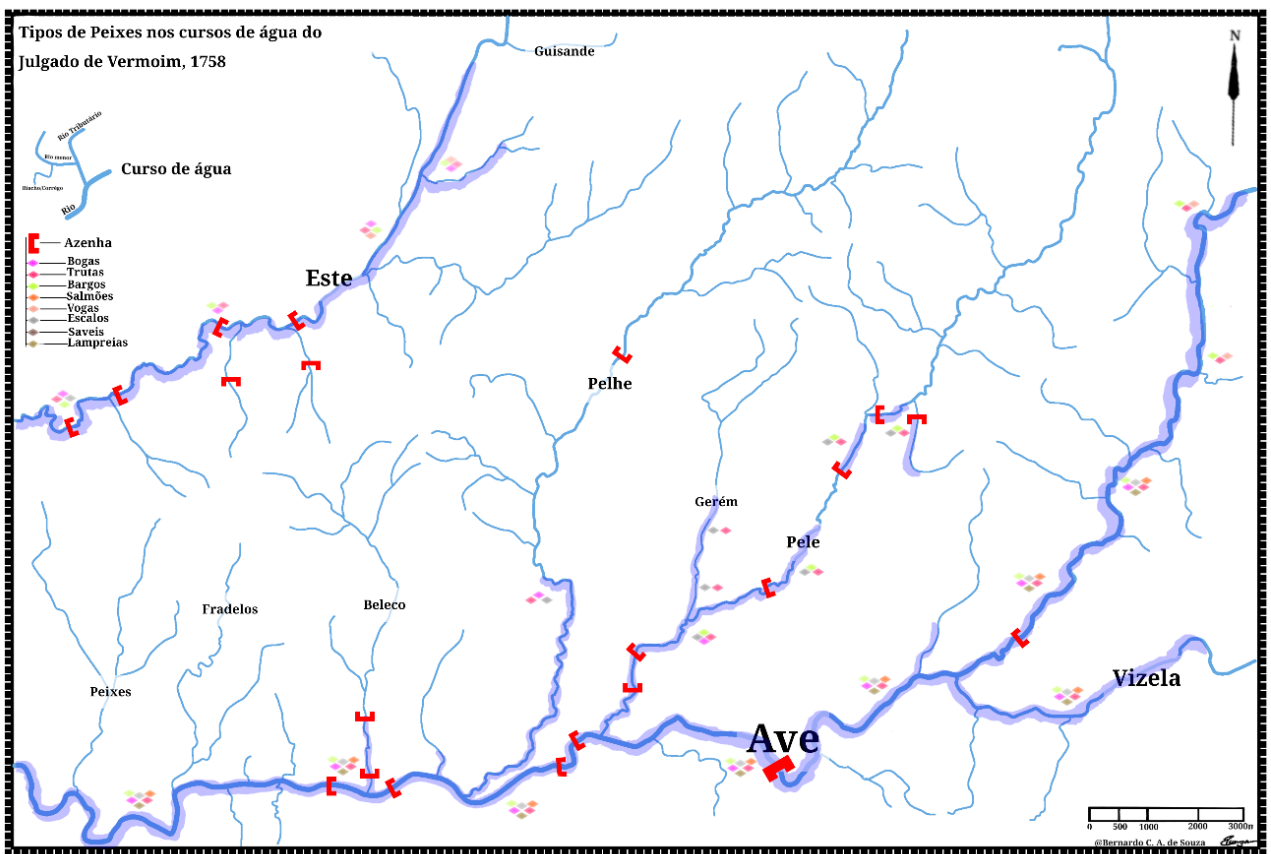 Tipos de Peixes nos cursos de água do
Julgado de Vermoim, 1758
Guisande
N
Rio Tributário
Rio menor
Riacho/Corrégo
Rio
Curso de água
Azenha
Bogas
Trutas
Bargos
Salmões
Vogas
Escalos
Saveis
Lampreias
Este
Pelhe
Gerém
Pele
Fradelos
Beleco
Peixes
Vizela
Ave
0 500 1000 2000 3000m
@Bernardo C. A. de Souza